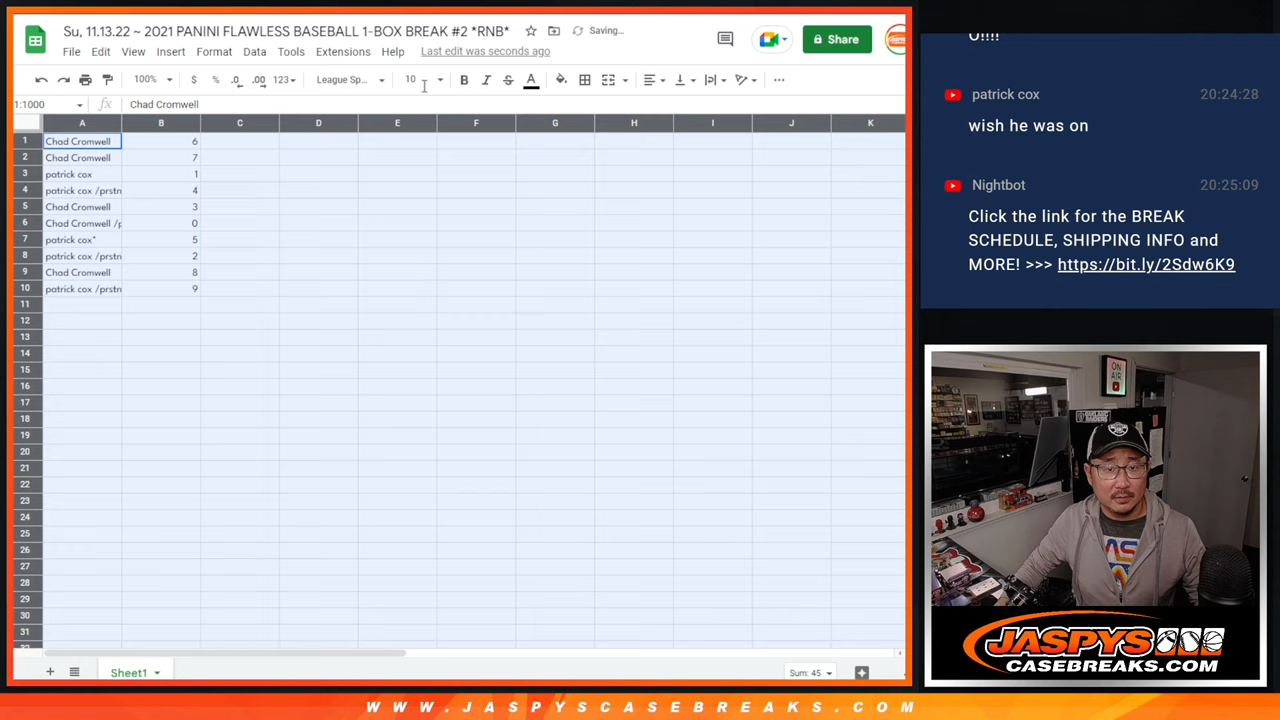 Su, 11.13.22 ~ 2021 PANINI FLAWLESS BASEBALL 1-BOX BREAK #2 *RNB*
Saving...
Share
File Edit View Insert Format Data Tools Extensions Help Last edit was seconds ago
100% $ % .0 .00 123 League Sp... 10 B I S A
1:1000 fx Chad Cromwell
A B C D E F G H I J K
1 Chad Cromwell 6
2 Chad Cromwell 7
3 patrick cox 1
4 patrick cox /prstn 4
5 Chad Cromwell 3
6 Chad Cromwell /p 0
7 patrick cox* 5
8 patrick cox /prstn 2
9 Chad Cromwell 8
10 patrick cox /prstn 9
11
12
13
14
15
16
17
18
19
20
21
22
23
24
25
26
27
28
29
30
31
Sheet1
Sum: 45
O!!!!
patrick cox 20:24:28
wish he was on
Nightbot 20:25:09
Click the link for the BREAK
SCHEDULE, SHIPPING INFO and
MORE! >>> https://bit.ly/2Sdw6K9
ON
AIR
JASPYS
CASEBREAKS.COM
WWW.JASPYSCASEBREAKS.COM